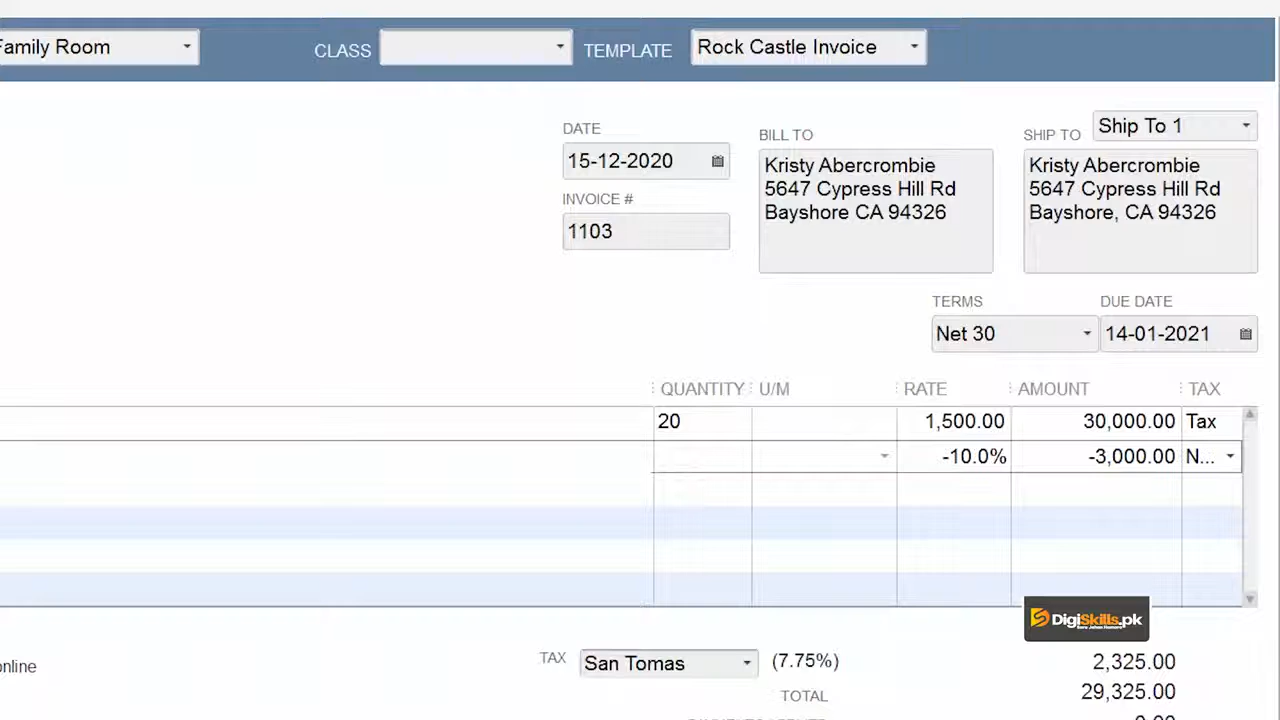 Family Room CLASS TEMPLATE Rock Castle Invoice
DATE
15-12-2020
INVOICE #
1103
BILL TO
Kristy Abercrombie
5647 Cypress Hill Rd
Bayshore CA 94326
SHIP TO Ship To 1
Kristy Abercrombie
5647 Cypress Hill Rd
Bayshore, CA 94326
TERMS DUE DATE
Net 30 14-01-2021
QUANTITY U/M RATE AMOUNT TAX
20 1,500.00 30,000.00 Tax
-10.0% -3,000.00 N...
DigiSkills.pk
online TAX San Tomas (7.75%) 2,325.00
TOTAL 29,325.00